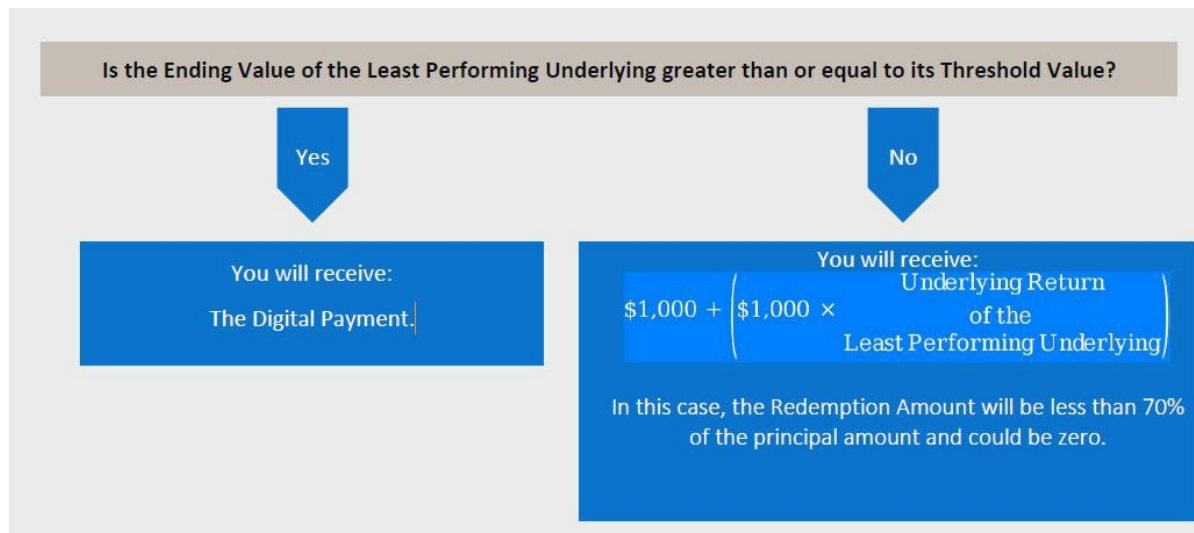 Is the Ending Value of the Least Performing Underlying greater than or equal to its Threshold Value?
Yes
No
You will receive:
The Digital Payment.
You will receive:
$1,000 + ($1,000 × Underlying Return
of the
Least Performing Underlying)
In this case, the Redemption Amount will be less than 70%
of the principal amount and could be zero.